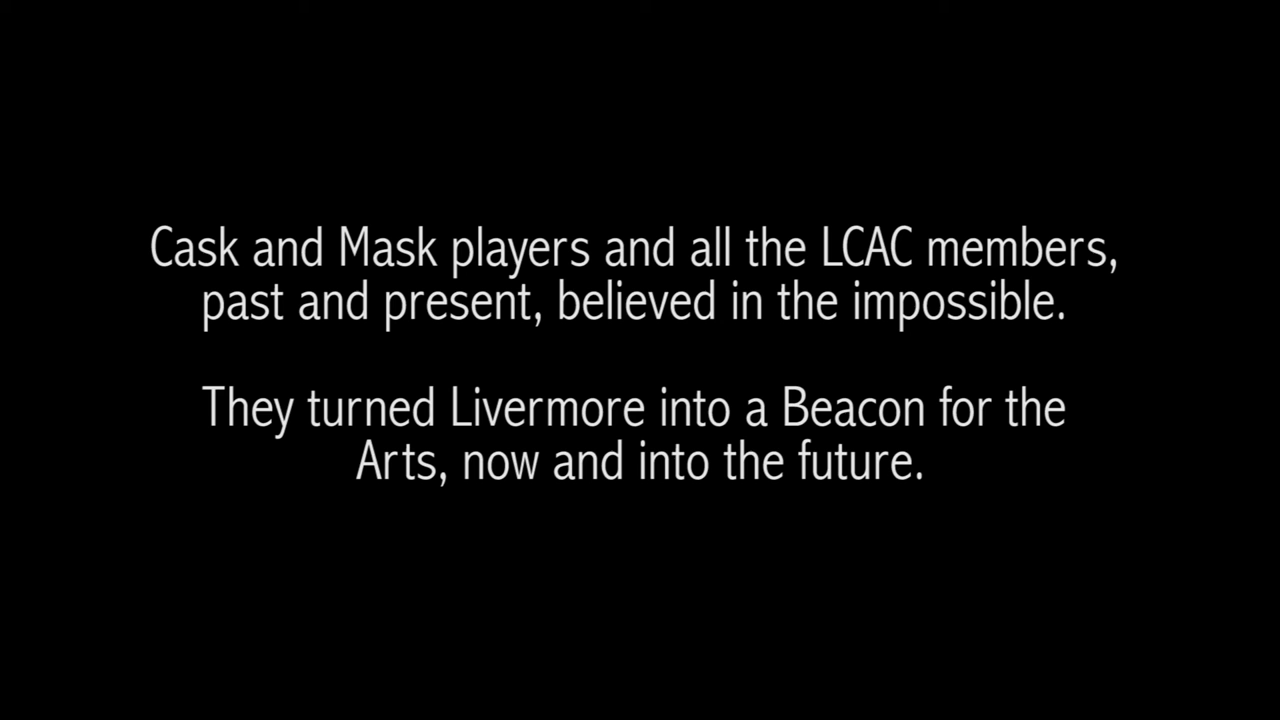 Cask and Mask players and all the LCAC members,
past and present, believed in the impossible.
They turned Livermore into a Beacon for the
Arts, now and into the future.